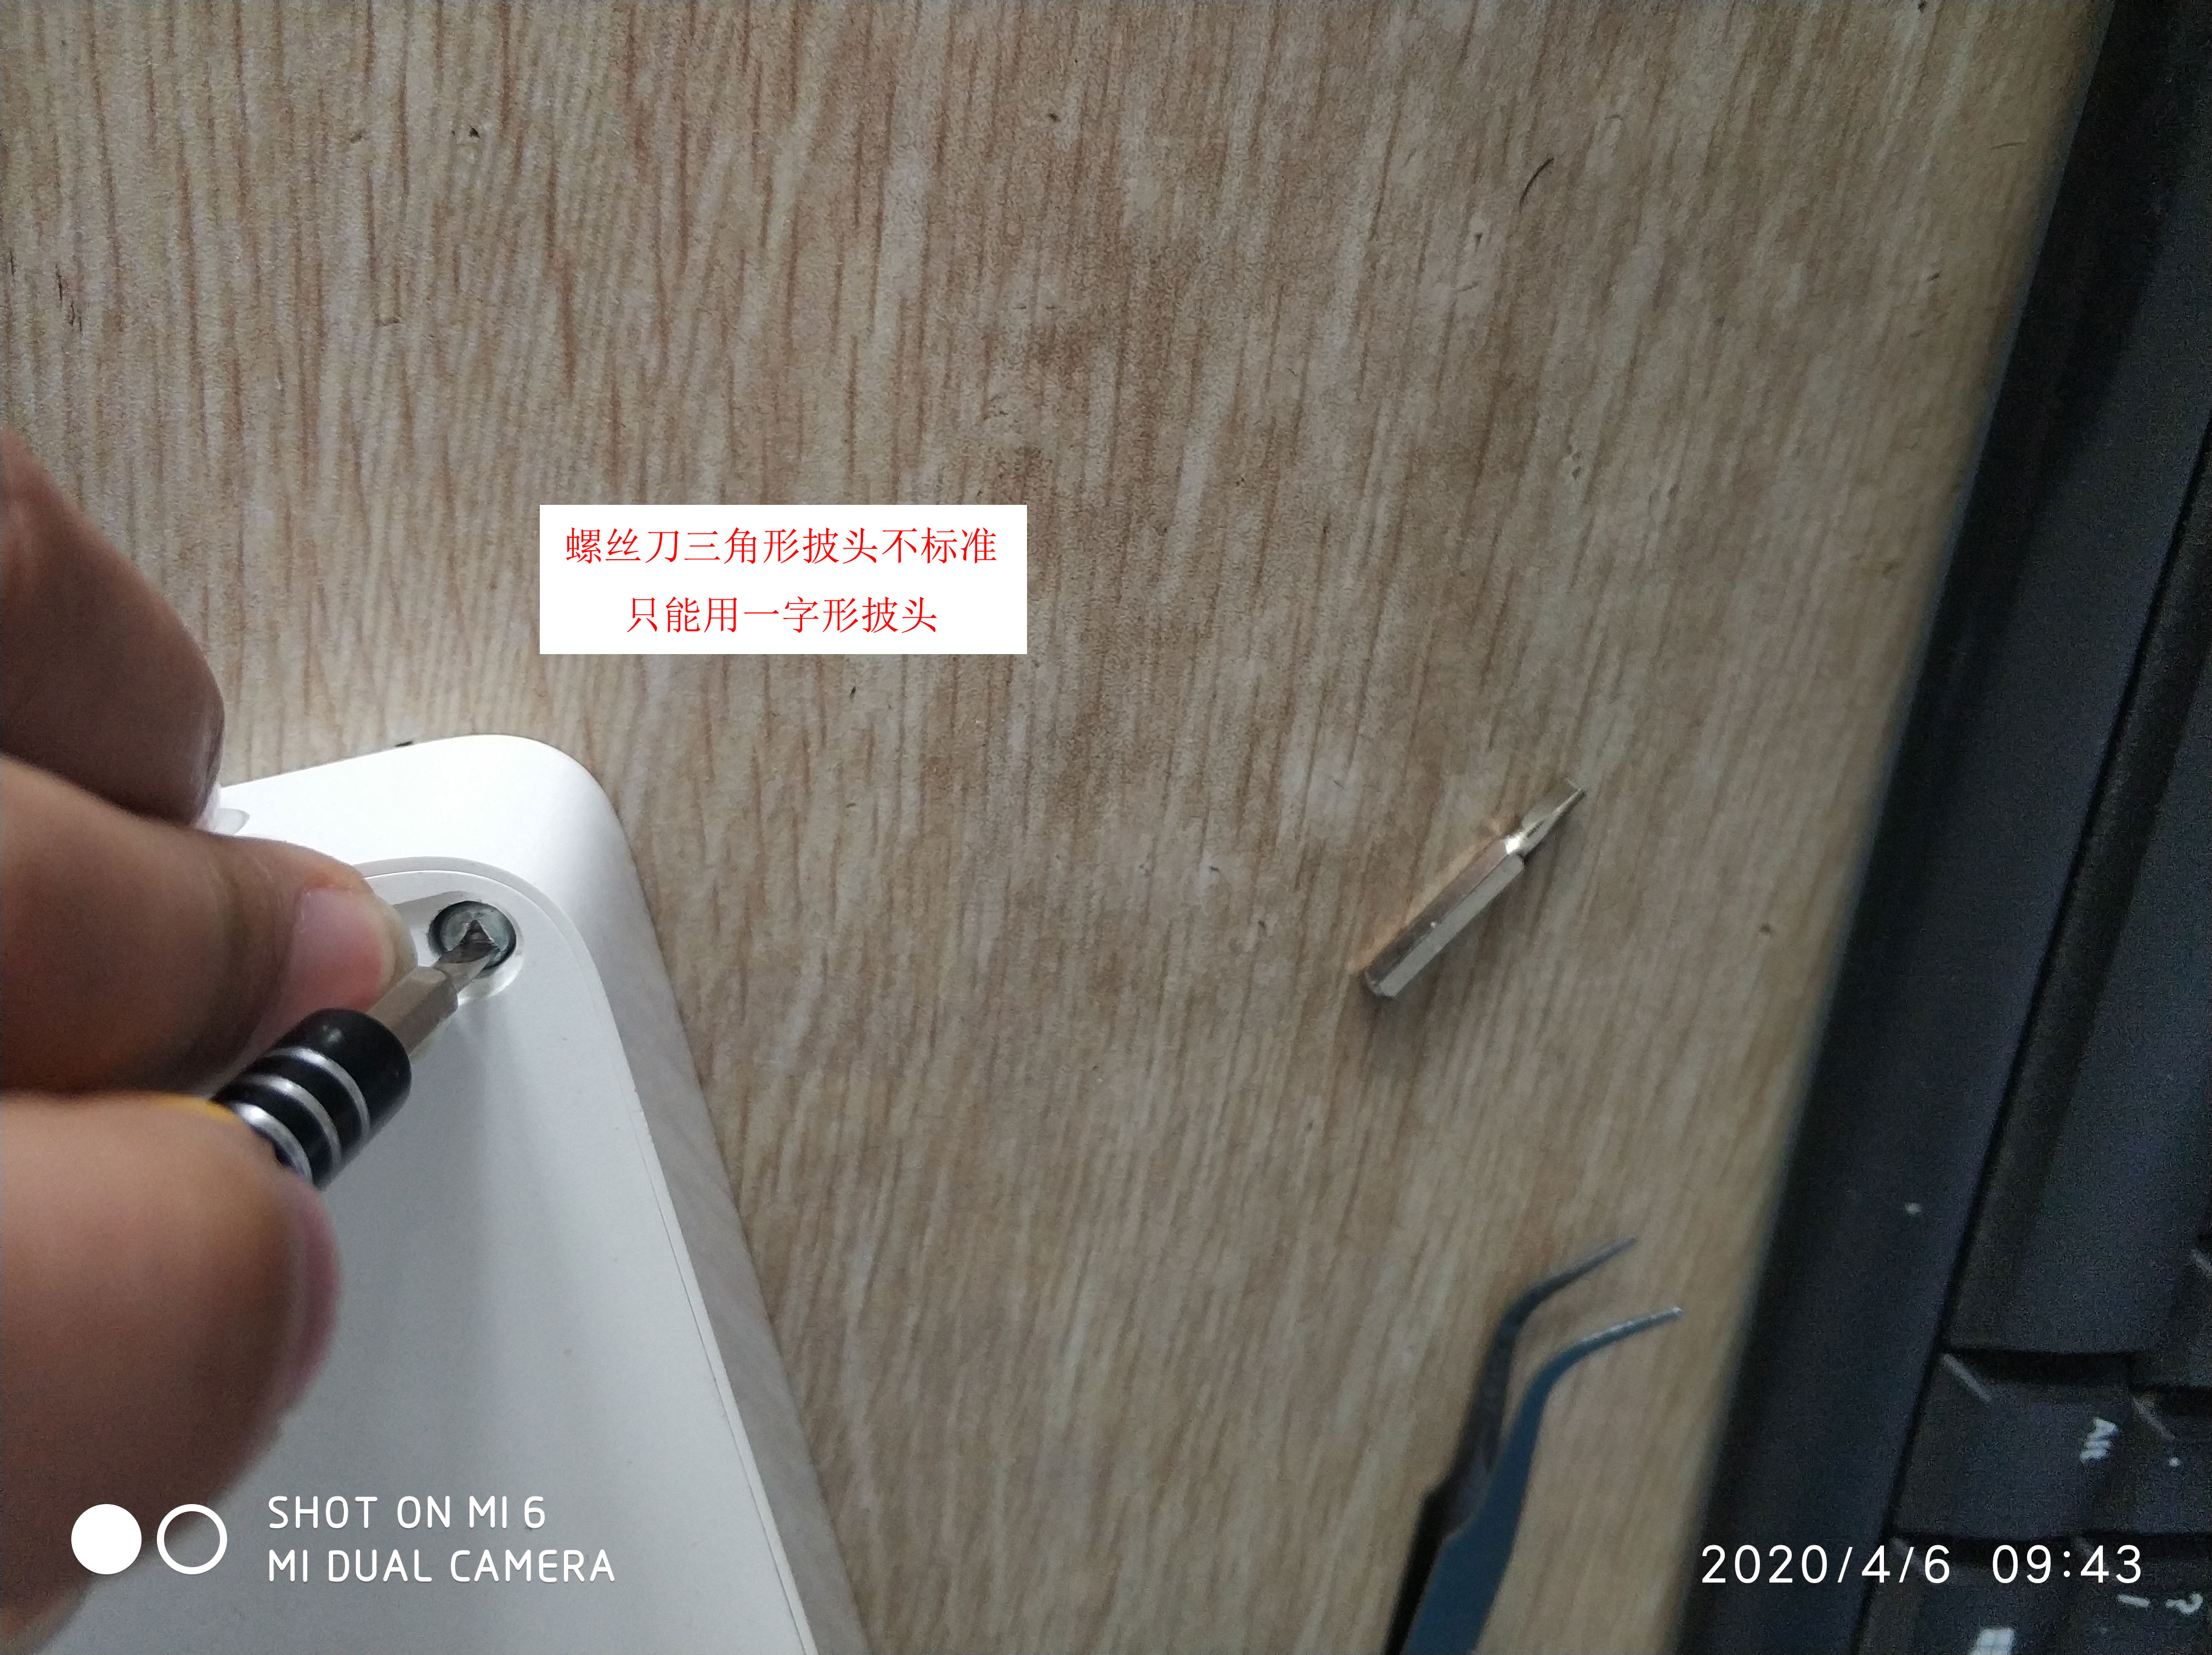 螺丝刀三角形披头不标准
只能用一字形披头
SHOT ON MI 6
MI DUAL CAMERA
2020/4/6 09:43
Alt
?
/